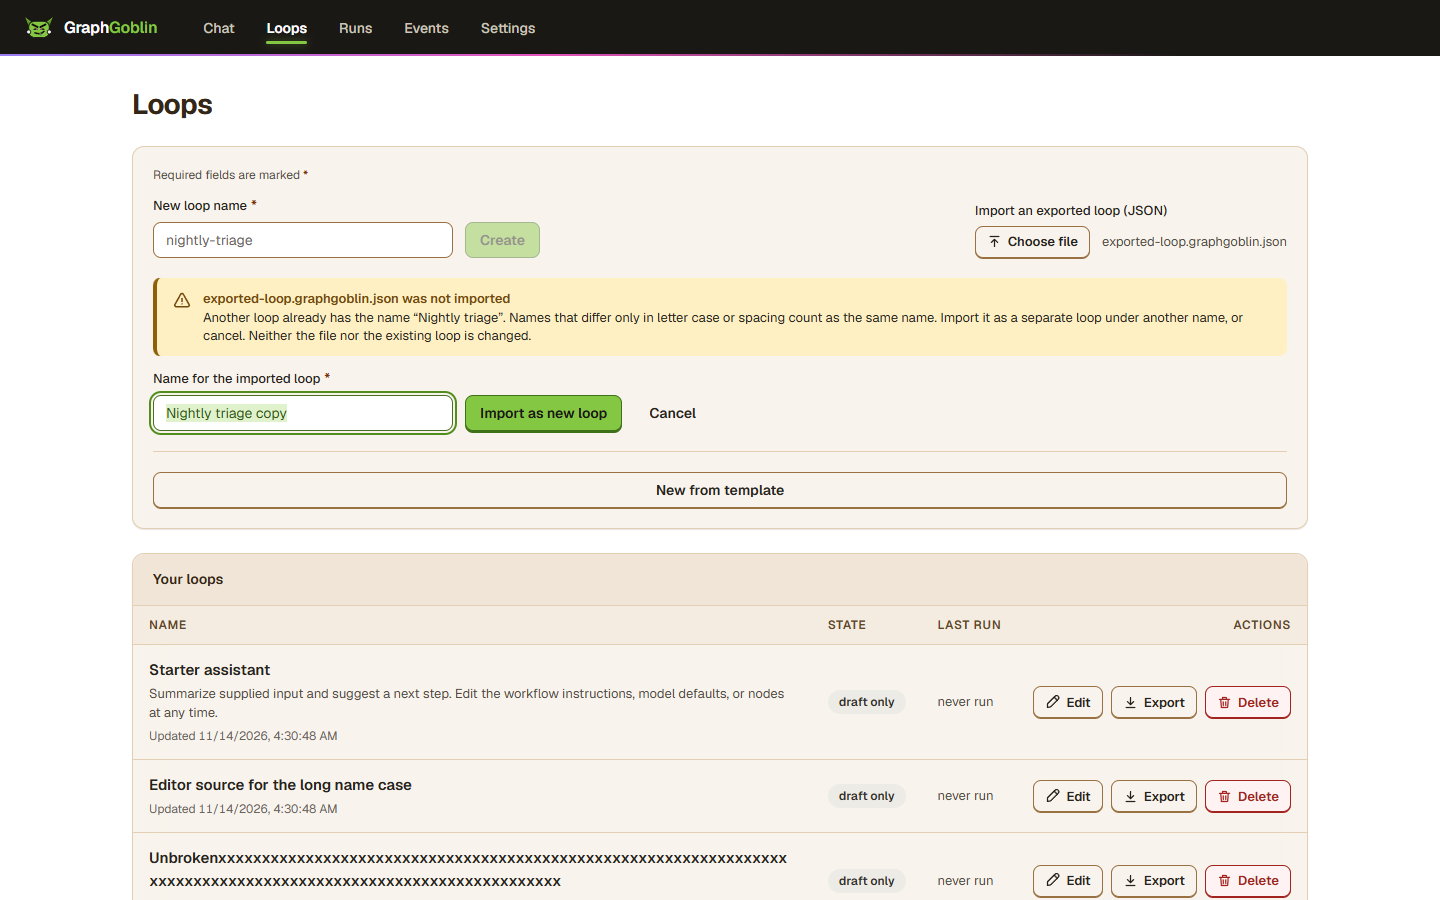 GraphGoblin Chat Loops Runs Events Settings
Loops
Required fields are marked *
New loop name *
nightly-triage Create
Import an exported loop (JSON)
Choose file exported-loop.graphgoblin.json
exported-loop.graphgoblin.json was not imported
Another loop already has the name “Nightly triage”. Names that differ only in letter case or spacing count as the same name. Import it as a separate loop under another name, or
cancel. Neither the file nor the existing loop is changed.
Name for the imported loop *
Nightly triage copy Import as new loop Cancel
New from template
Your loops
NAME STATE LAST RUN ACTIONS
Starter assistant
Summarize supplied input and suggest a next step. Edit the workflow instructions, model defaults, or nodes
at any time.
Updated 11/14/2026, 4:30:48 AM
draft only never run Edit Export Delete
Editor source for the long name case
Updated 11/14/2026, 4:30:48 AM
draft only never run Edit Export Delete
draft only never run Edit Export Delete